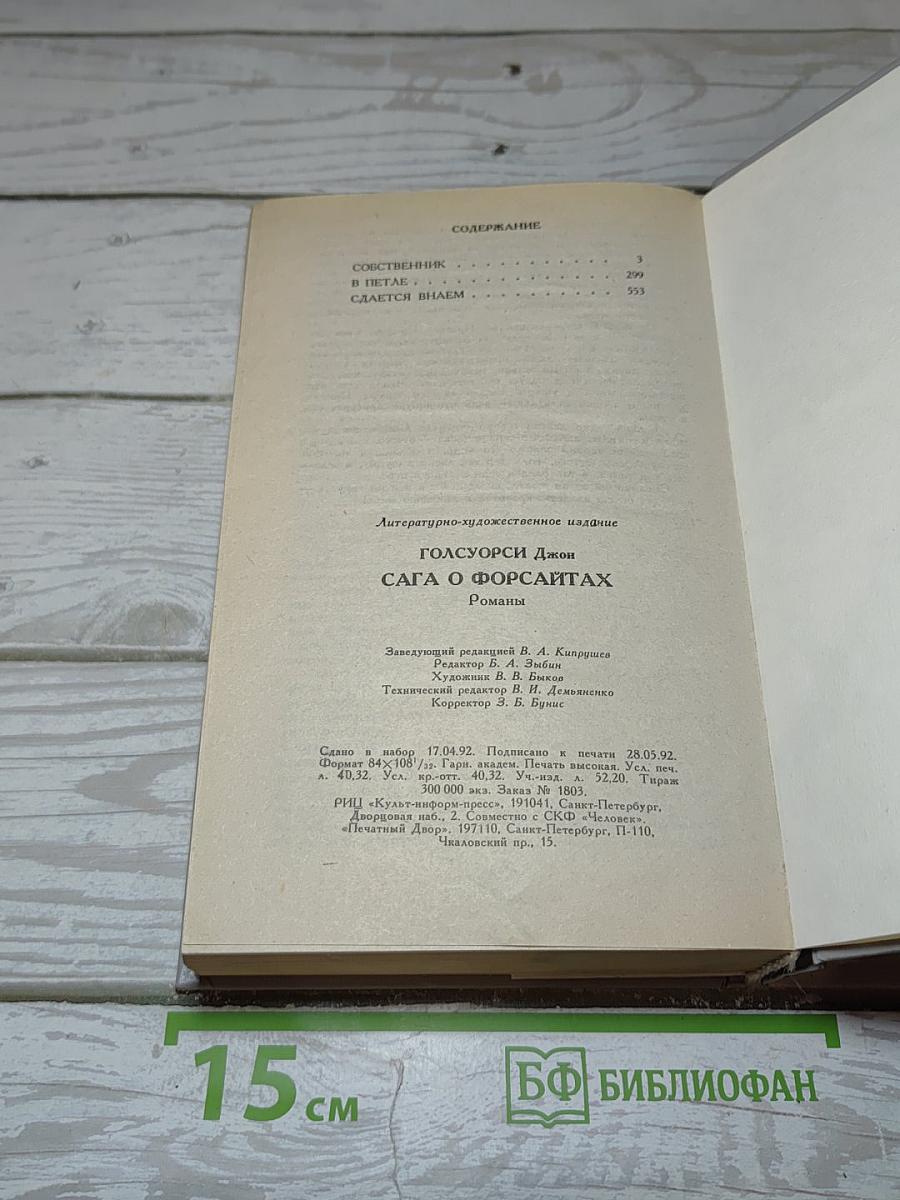 СОДЕРЖАНИЕ
СОБСТВЕННИК . . . . . . . . . . . 3
В ПЕТЛЕ . . . . . . . . . . . . . 299
СДАЕТСЯ ВНАЕМ . . . . . . . . . . 553
Литературно-художественное издание
ГОЛСУОРСИ Джон
САГА О ФОРСАЙТАХ
Романы
Заведующий редакцией В. А. Кипрушев
Редактор Б. А. Зыбин
Художник В. В. Быков
Технический редактор В. И. Демьяненко
Корректор Э. Б. Бунис
Сдано в набор 17.04.92. Подписано к печати 28.05.92.
Формат 84×108¹/₃₂. Гарн. академ. Печать высокая. Усл. печ.
л. 40,32. Усл. кр.-отт. 40,32. Уч.-изд. л. 52,20. Тираж
300 000 экз. Заказ № 1803.
РИЦ «Культ-информ-пресс», 191041, Санкт-Петербург,
Дворцовая наб., 2. Совместно с СКФ «Человек».
«Печатный Двор». 197110, Санкт-Петербург, П-110,
Чкаловский пр., 15.
15 см
БФ БИБЛИОФАН